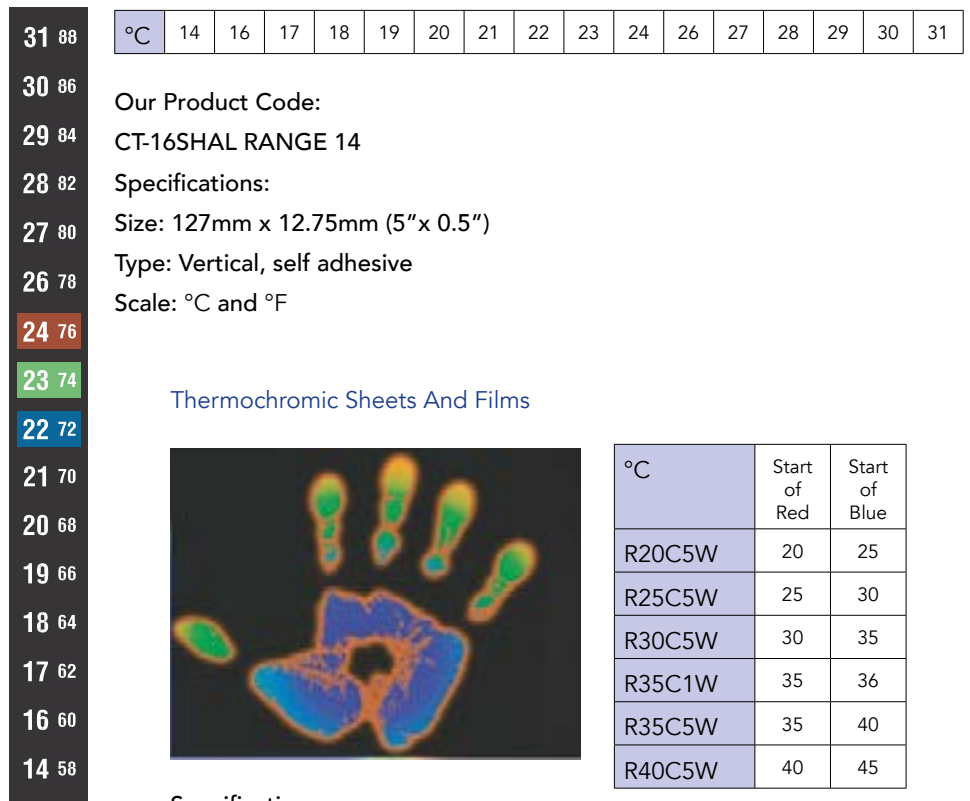 31 88
30 86
29 84
28 82
27 80
26 78
24 76
23 74
22 72
21 70
20 68
19 66
18 64
17 62
16 60
14 58
°C 14 16 17 18 19 20 21 22 23 24 26 27 28 29 30 31
Our Product Code:
CT-16SHAL RANGE 14
Specifications:
Size: 127mm x 12.75mm (5”x 0.5”)
Type: Vertical, self adhesive
Scale: °C and °F
Thermochromic Sheets And Films
°C Start of Red Start of Blue
R20C5W 20 25
R25C5W 25 30
R30C5W 30 35
R35C1W 35 36
R35C5W 35 40
R40C5W 40 45